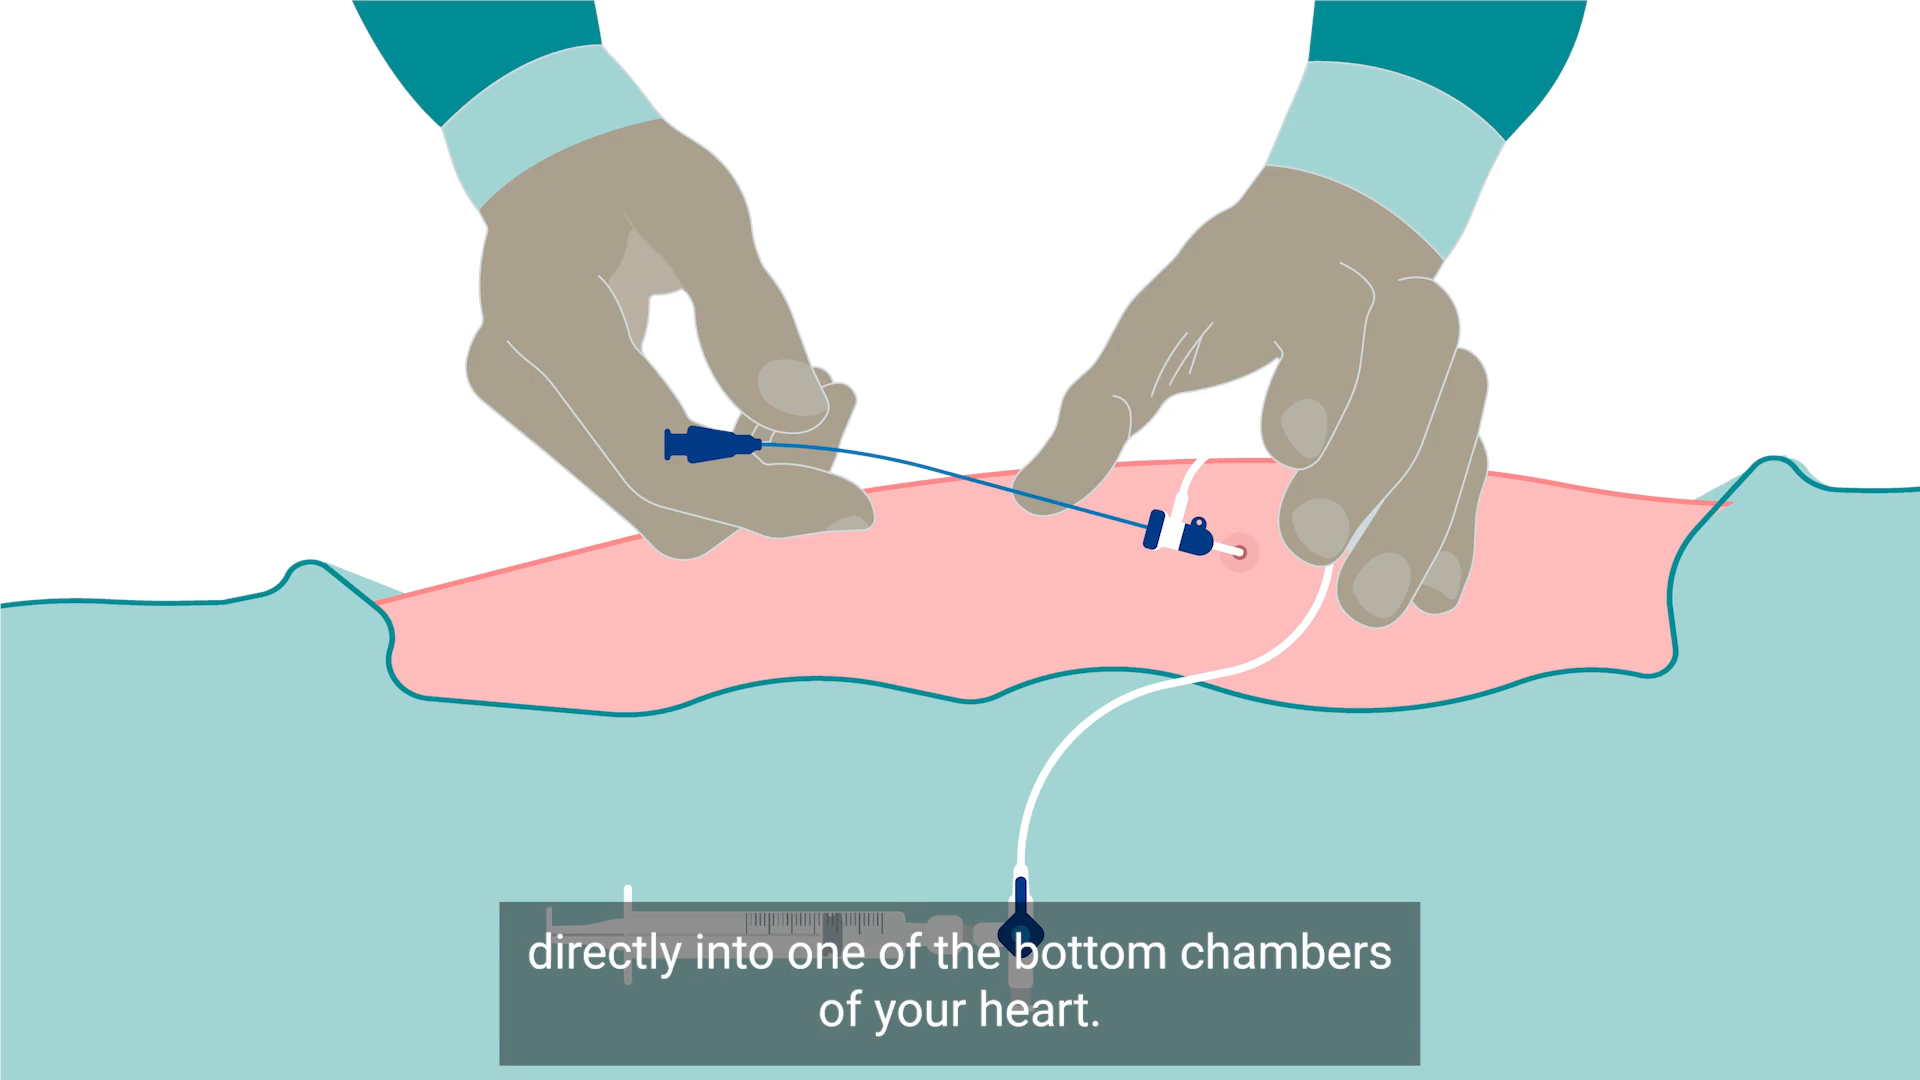 directly into one of the bottom chambers
of your heart.